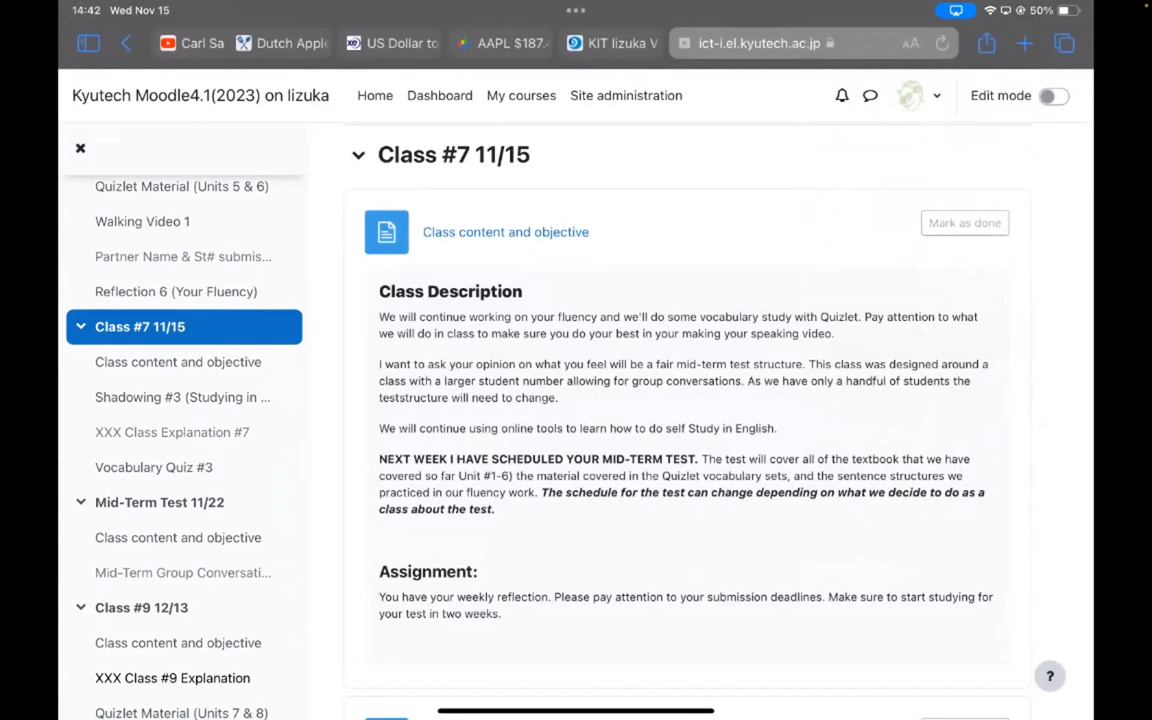 14:42 Wed Nov 15
50%
Carl Sa
Dutch Apple
US Dollar to
AAPL $187.
KIT Iizuka V
ict-i.el.kyutech.ac.jp
AA
Kyutech Moodle4.1(2023) on Iizuka
Home
Dashboard
My courses
Site administration
Edit mode
Quizlet Material (Units 5 & 6)
Walking Video 1
Partner Name & St# submis...
Reflection 6 (Your Fluency)
Class #7 11/15
Class content and objective
Shadowing #3 (Studying in ...
XXX Class Explanation #7
Vocabulary Quiz #3
Mid-Term Test 11/22
Class content and objective
Mid-Term Group Conversati...
Class #9 12/13
Class content and objective
XXX Class #9 Explanation
Quizlet Material (Units 7 & 8)
Class #7 11/15
Class content and objective
Mark as done
Class Description
We will continue working on your fluency and we'll do some vocabulary study with Quizlet. Pay attention to what
we will do in class to make sure you do your best in your making your speaking video.
I want to ask your opinion on what you feel will be a fair mid-term test structure. This class was designed around a
class with a larger student number allowing for group conversations. As we have only a handful of students the
teststructure will need to change.
We will continue using online tools to learn how to do self Study in English.
NEXT WEEK I HAVE SCHEDULED YOUR MID-TERM TEST. The test will cover all of the textbook that we have
covered so far Unit #1-6) the material covered in the Quizlet vocabulary sets, and the sentence structures we
practiced in our fluency work. The schedule for the test can change depending on what we decide to do as a
class about the test.
Assignment:
You have your weekly reflection. Please pay attention to your submission deadlines. Make sure to start studying for
your test in two weeks.
?